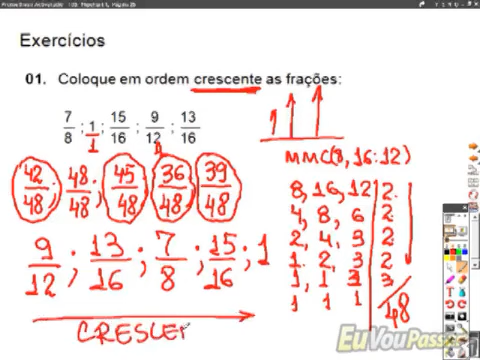 Exercícios
01. Coloque em ordem crescente as frações:
7/8 ; 1/1 ; 15/16 ; 9/12 ; 13/16
MMC(8,16:12)
42/48 ; 48/48 ; 45/48 36/48 39/48
8, 16, 12 | 2
4, 8, 6 | 2
2, 4, 3 | 2
1, 2, 3 | 2
1, 1, 3 | 3
1 1 1 / 48
9/12 ; 13/16 ; 7/8 ; 15/16 ; 1
CRESCE
EuVouPassar